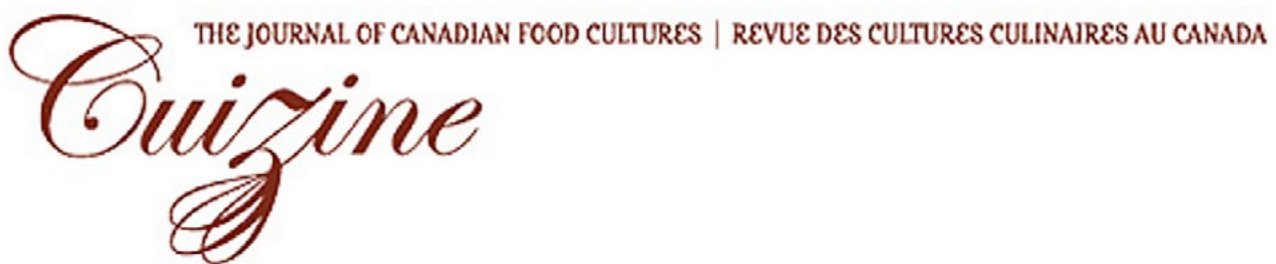 THE JOURNAL OF CANADIAN FOOD CULTURES | REVUE DES CULTURES CULINAIRES AU CANADA
Cuizine